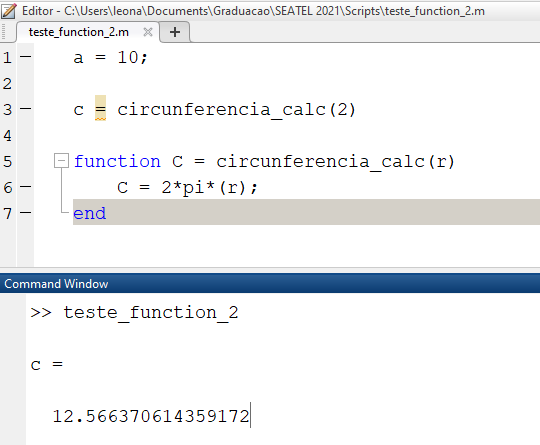 Editor - C:\Users\leona\Documents\Graduacao\SEATEL 2021\Scripts\teste_function_2.m
teste_function_2.m × +
1 — a = 10;
2
3 — c = circunferencia_calc(2)
4
5 function C = circunferencia_calc(r)
6 — C = 2*pi*(r);
7 — end
Command Window
>> teste_function_2
c =
12.566370614359172